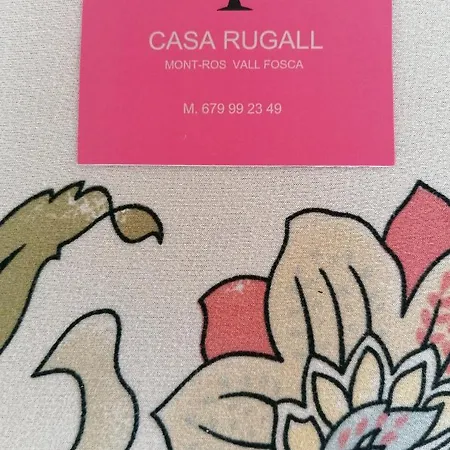 CASA RUGALL
MONT-ROS VALL FOSCA
M. 679 99 23 49